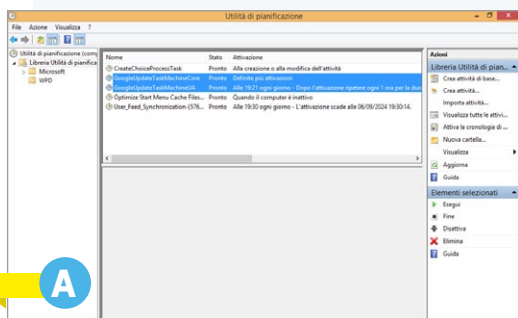 Utilità di pianificazione
File Azione Visualizza ?
Utilità di pianificazione (com
Libreria Utilità di pianifica
Microsoft
WPD
Nome Stato Attivazione
CreateChoiceProcessTask Pronto Alla creazione o alla modifica dell'attività
GoogleUpdateTaskMachineCore Pronto Definite più attivazioni
GoogleUpdateTaskMachineUA Pronto Alle 19:21 ogni giorno - Dopo l'attivazione ripetere ogni 1 ora per la dur
Optimize Start Menu Cache Files... Pronto Quando il computer è inattivo
User_Feed_Synchronization-{576... Pronto Alle 19:30 ogni giorno - L'attivazione scade alle 06/09/2024 19:30:14.
Azioni
Libreria Utilità di pian...
Crea attività di base...
Crea attività...
Importa attività...
Visualizza tutte le attivi...
Attiva la cronologia di ...
Nuova cartella...
Visualizza
Aggiorna
Guida
Elementi selezionati
Esegui
Fine
Disattiva
Elimina
Guida
A